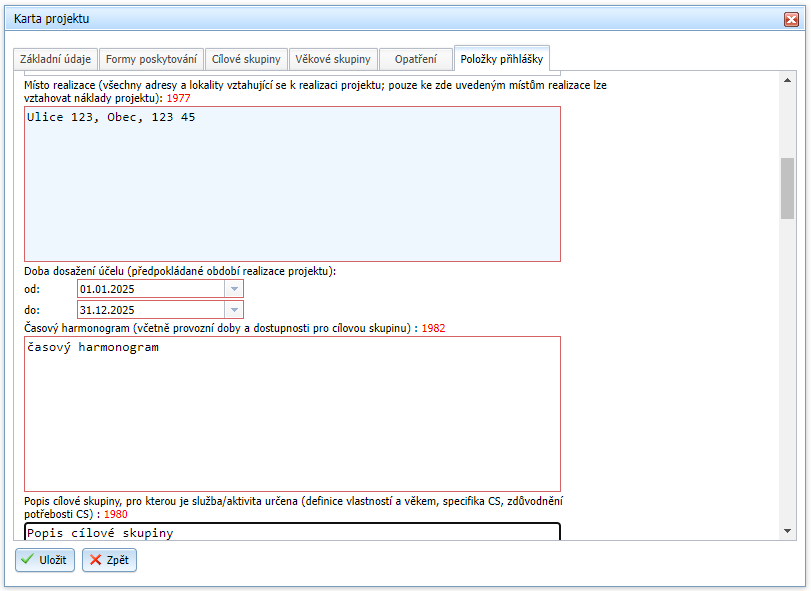 Karta projektu
Základní údaje Formy poskytování Cílové skupiny Věkové skupiny Opatření Položky přihlášky
Místo realizace (všechny adresy a lokality vztahující se k realizaci projektu; pouze ke zde uvedeným místům realizace lze
vztahovat náklady projektu): 1977
Ulice 123, Obec, 123 45
Doba dosažení účelu (předpokládané období realizace projektu):
od: 01.01.2025
do: 31.12.2025
Časový harmonogram (včetně provozní doby a dostupnosti pro cílovou skupinu) : 1982
časový harmonogram
Popis cílové skupiny, pro kterou je služba/aktivita určena (definice vlastností a věkem, specifika CS, zdůvodnění
potřebosti CS) : 1980
Popis cílové skupiny
Uložit Zpět